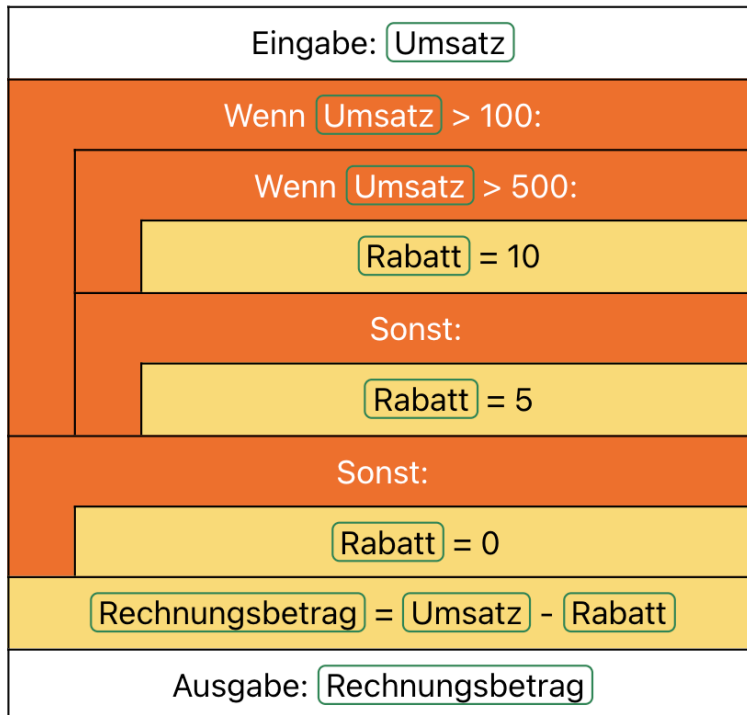 Eingabe: Umsatz
Wenn Umsatz > 100:
Wenn Umsatz > 500:
Rabatt = 10
Sonst:
Rabatt = 5
Sonst:
Rabatt = 0
Rechnungsbetrag = Umsatz - Rabatt
Ausgabe: Rechnungsbetrag